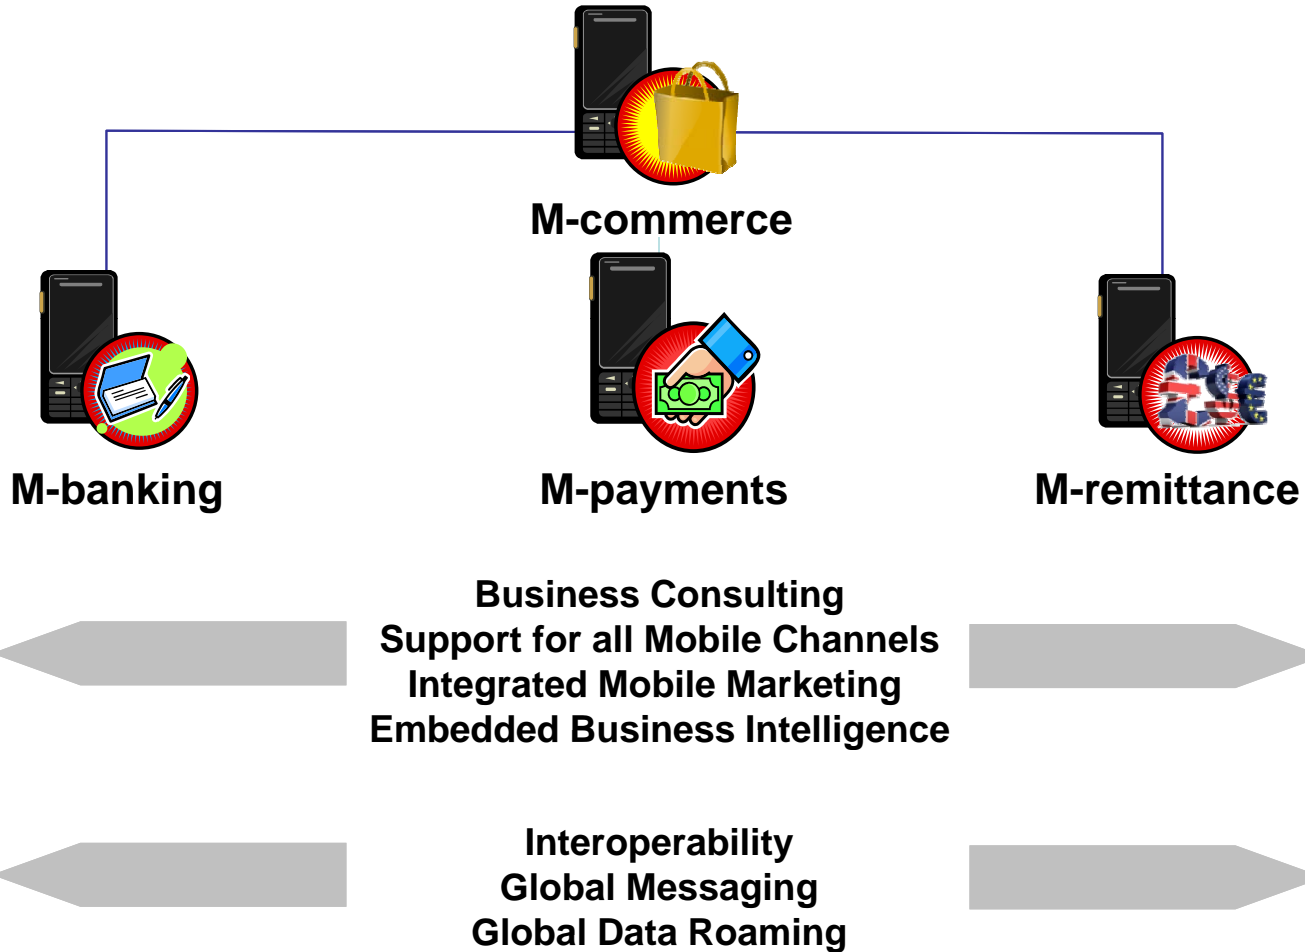 M-commerce
M-banking
M-payments
M-remittance
Business Consulting
Support for all Mobile Channels
Integrated Mobile Marketing
Embedded Business Intelligence
Interoperability
Global Messaging
Global Data Roaming